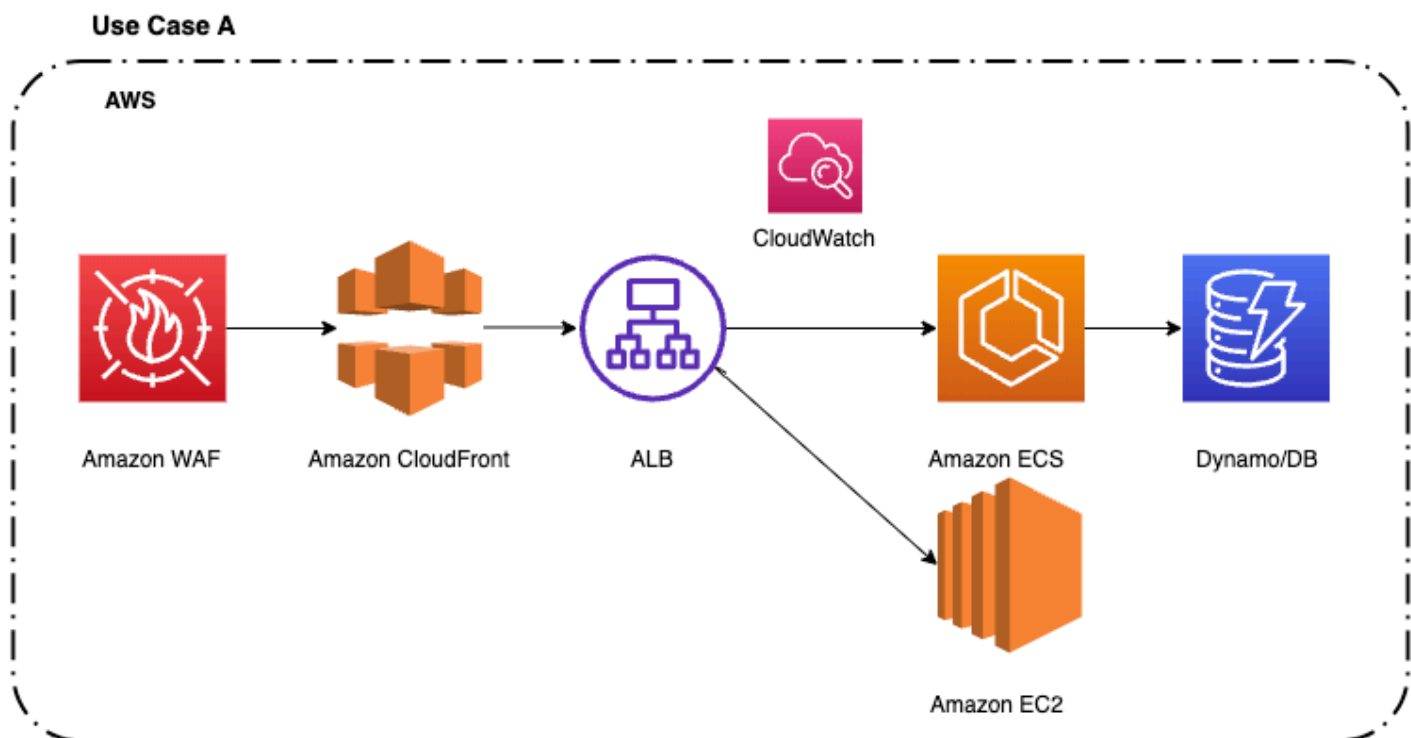 Use Case A
AWS
CloudWatch
Amazon WAF
Amazon CloudFront
ALB
Amazon ECS
Dynamo/DB
Amazon EC2